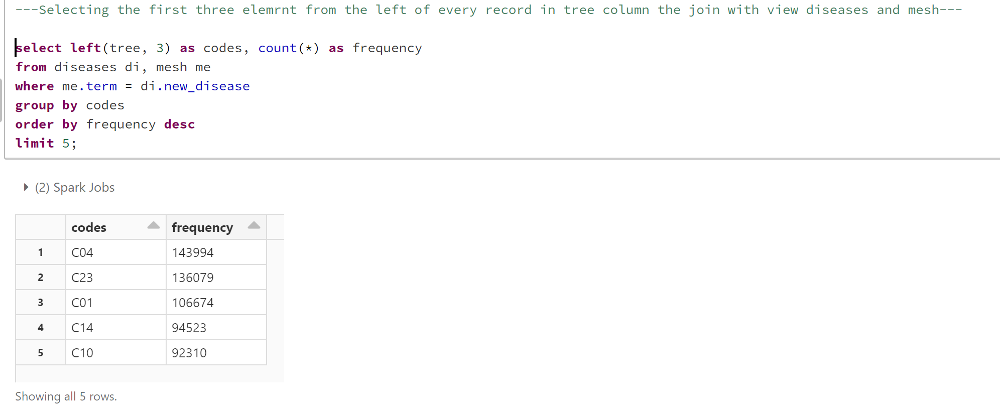 ---Selecting the first three elemrnt from the left of every record in tree column the join with view diseases and mesh---
select left(tree, 3) as codes, count(*) as frequency
from diseases di, mesh me
where me.term = di.new_disease
group by codes
order by frequency desc
limit 5;
(2) Spark Jobs
codes frequency
1 C04 143994
2 C23 136079
3 C01 106674
4 C14 94523
5 C10 92310
Showing all 5 rows.